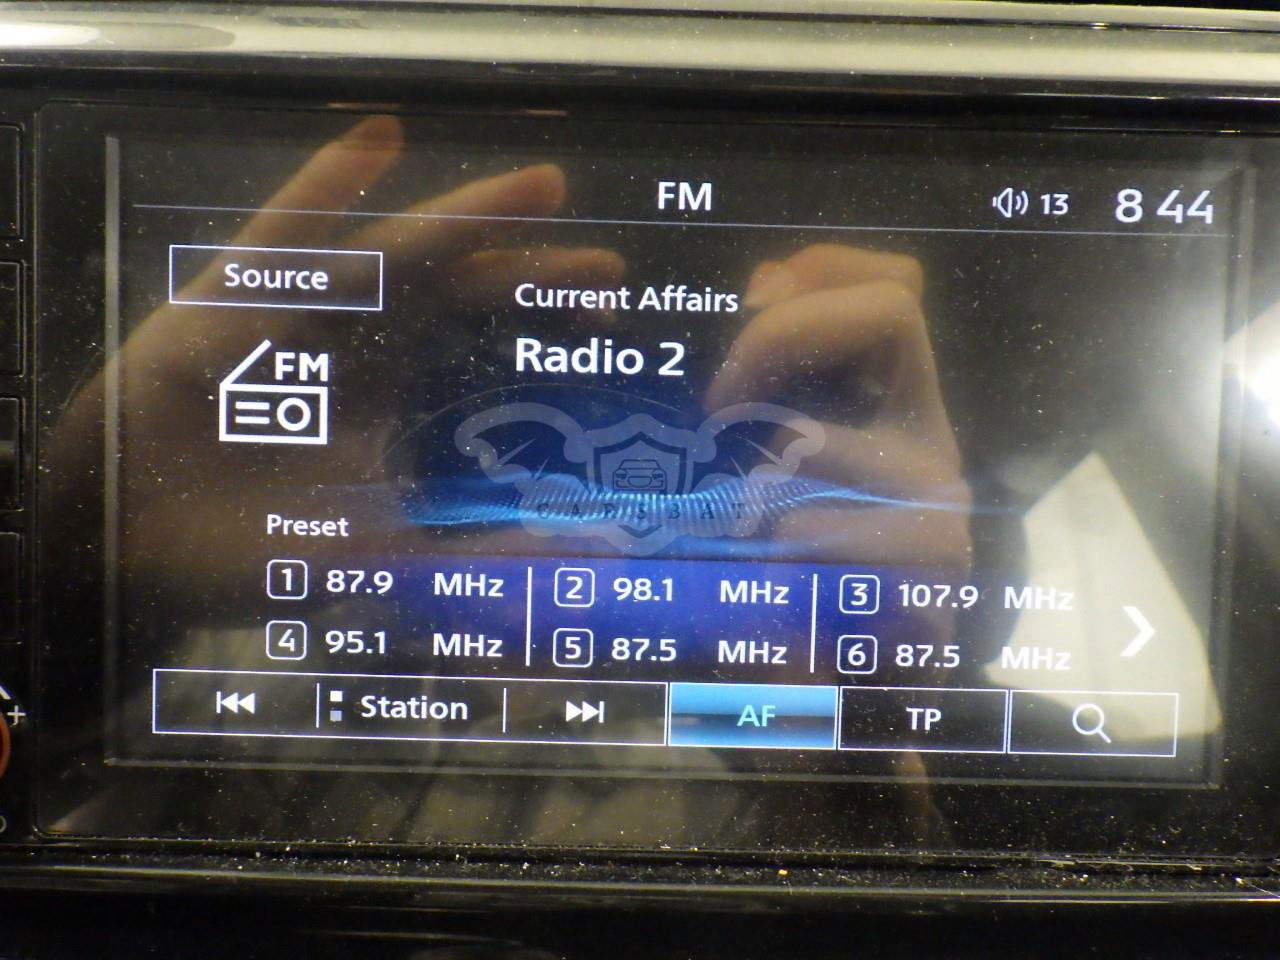 FM
13 8 44
Source
Current Affairs
Radio 2
FM
CARSBAT
Preset
1 87.9 MHz 2 98.1 MHz 3 107.9 MHz
4 95.1 MHz 5 87.5 MHz 6 87.5 MHz
Station AF TP